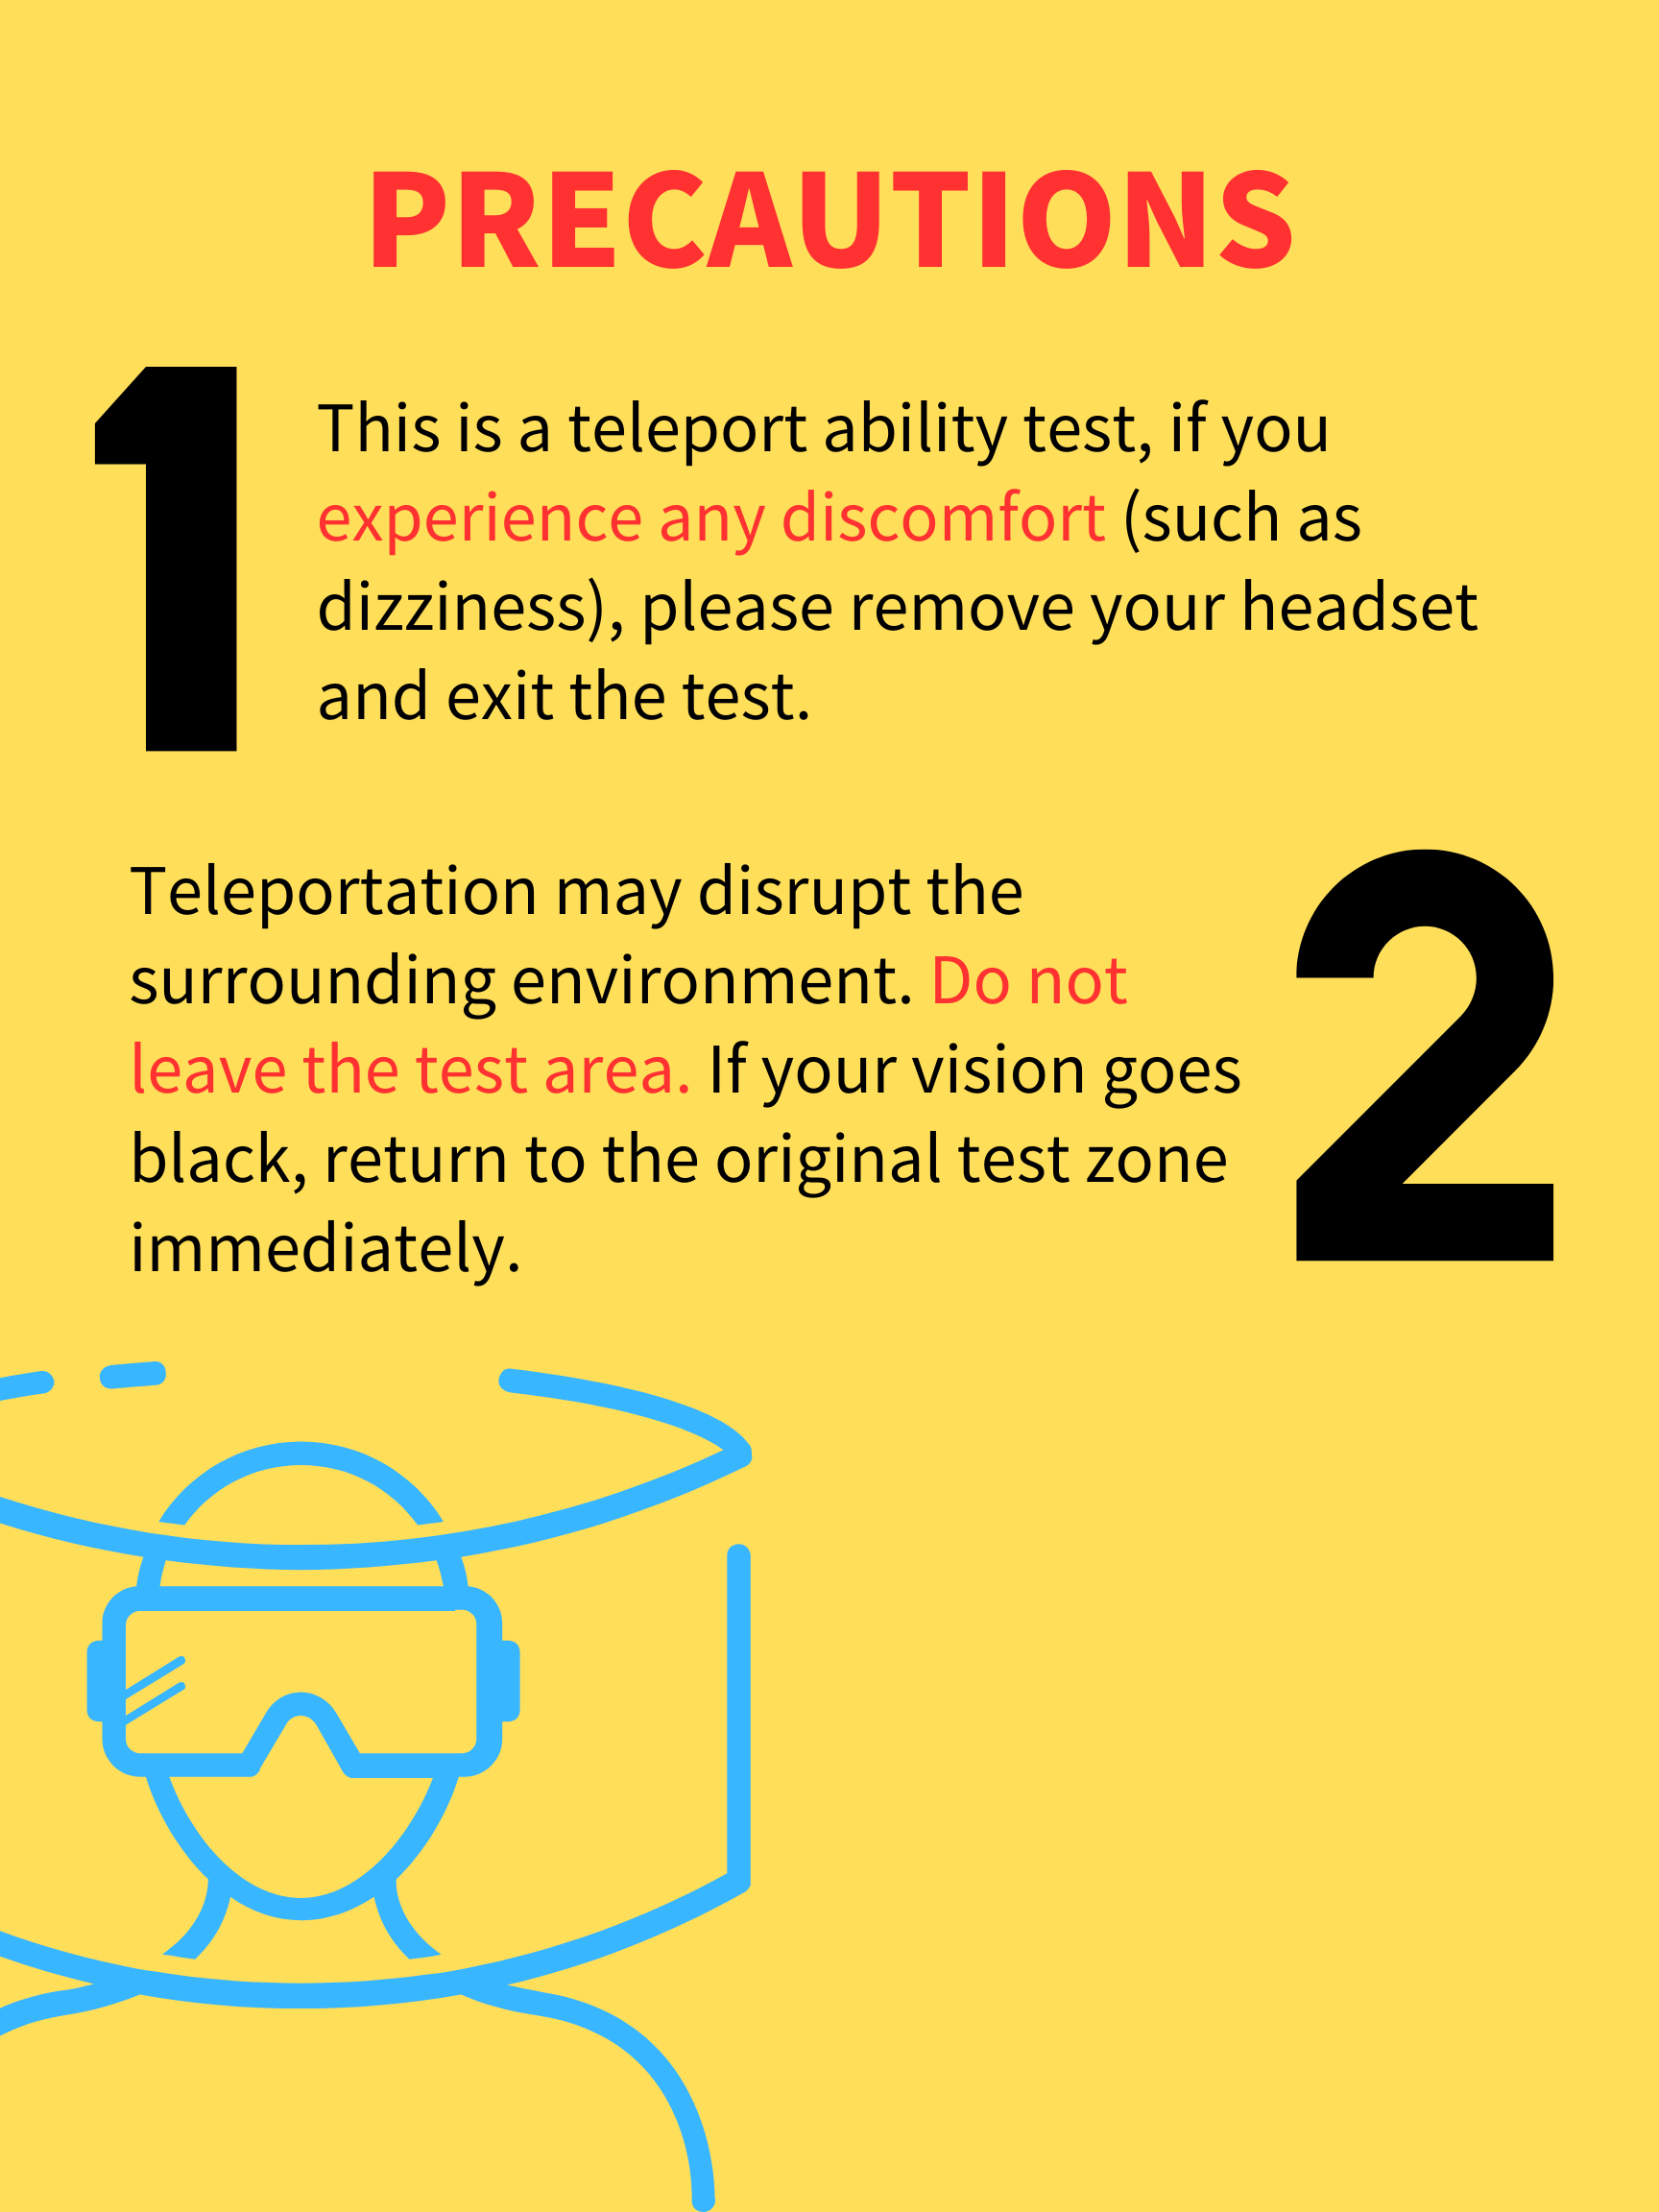 PRECAUTIONS
1
This is a teleport ability test, if you
experience any discomfort (such as
dizziness), please remove your headset
and exit the test.
2
Teleportation may disrupt the
surrounding environment. Do not
leave the test area. If your vision goes
black, return to the original test zone
immediately.